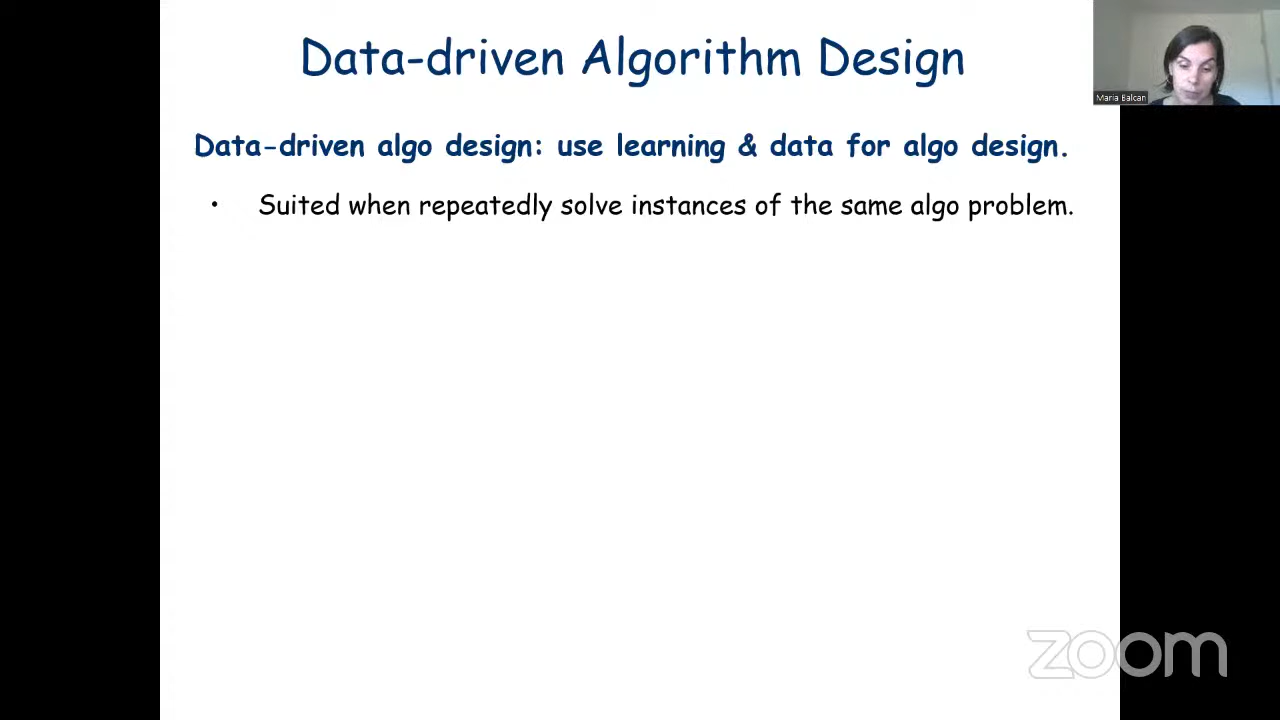 Data-driven Algorithm Design
Maria Balcan
Data-driven algo design: use learning & data for algo design.
• Suited when repeatedly solve instances of the same algo problem.
zoom